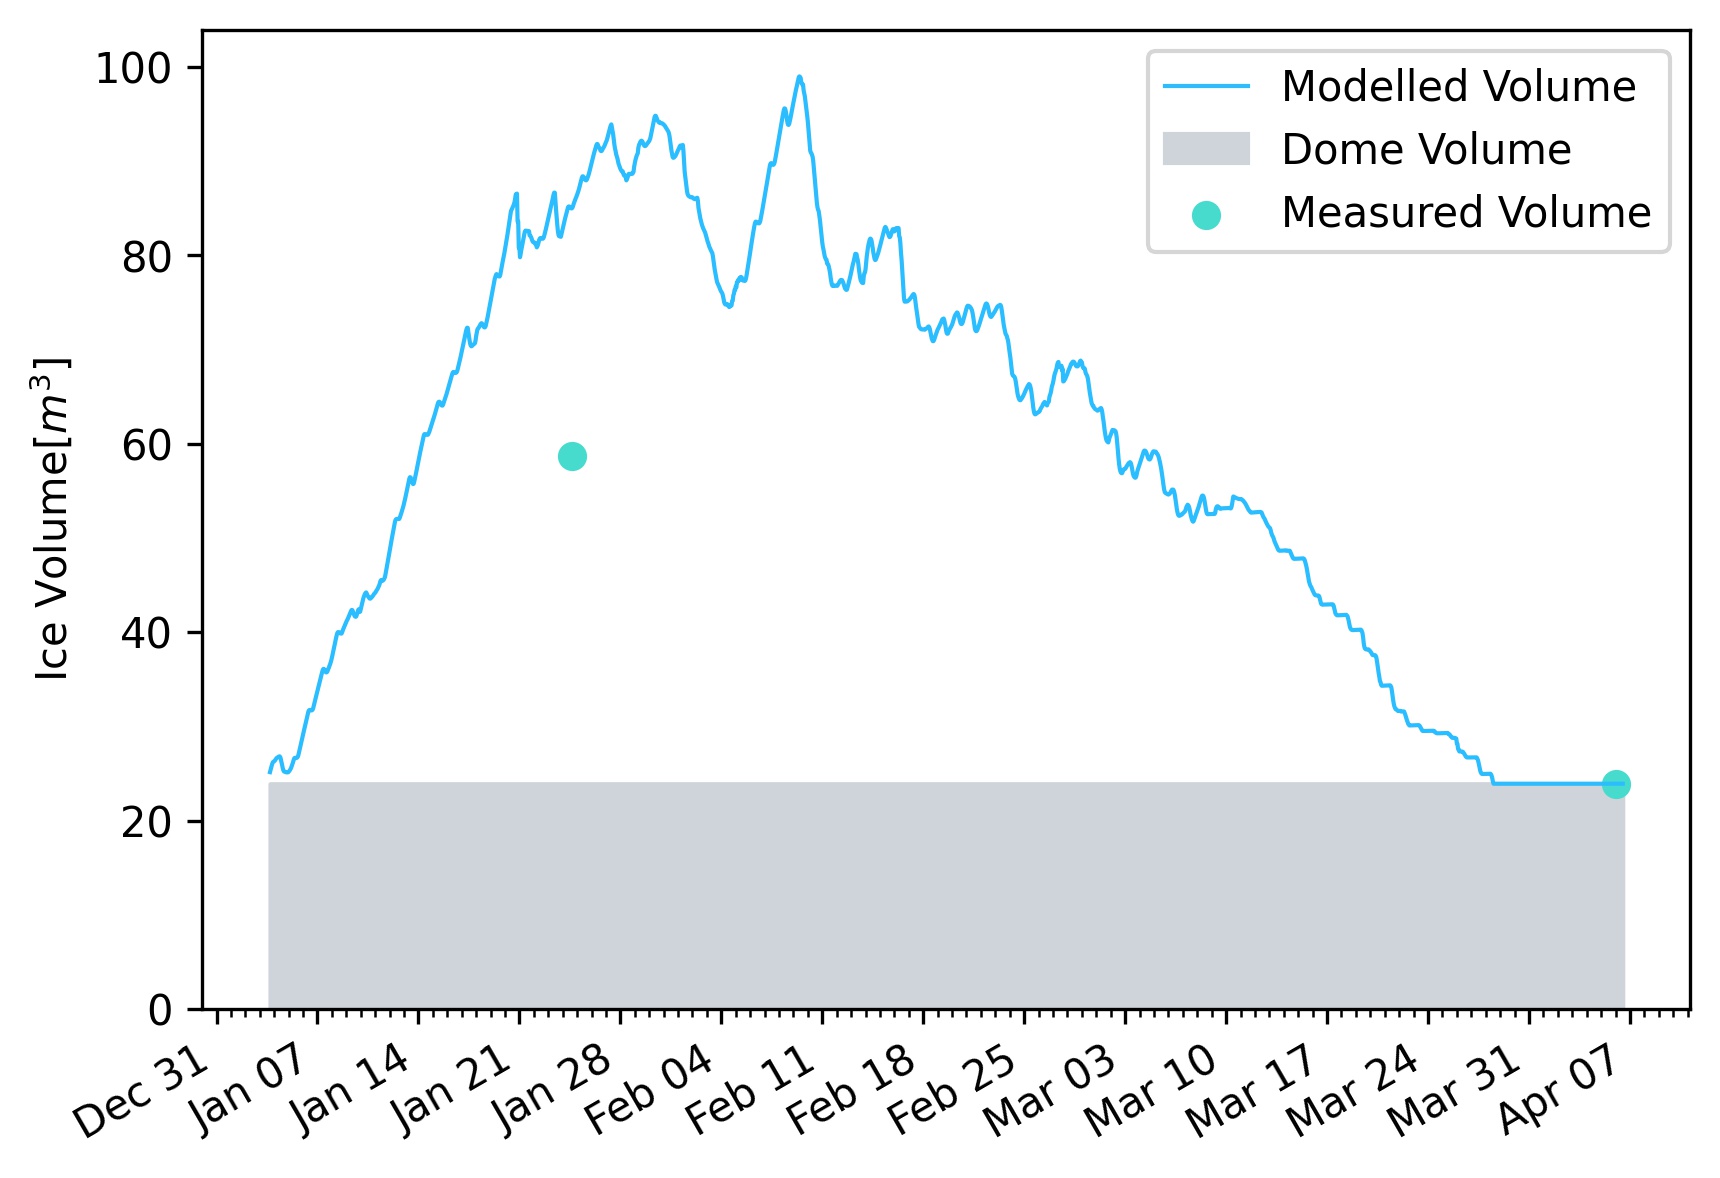 100
80
60
40
20
0
Ice Volume[m³]
Modelled Volume
Dome Volume
Measured Volume
Dec 31
Jan 07
Jan 14
Jan 21
Jan 28
Feb 04
Feb 11
Feb 18
Feb 25
Mar 03
Mar 10
Mar 17
Mar 24
Mar 31
Apr 07